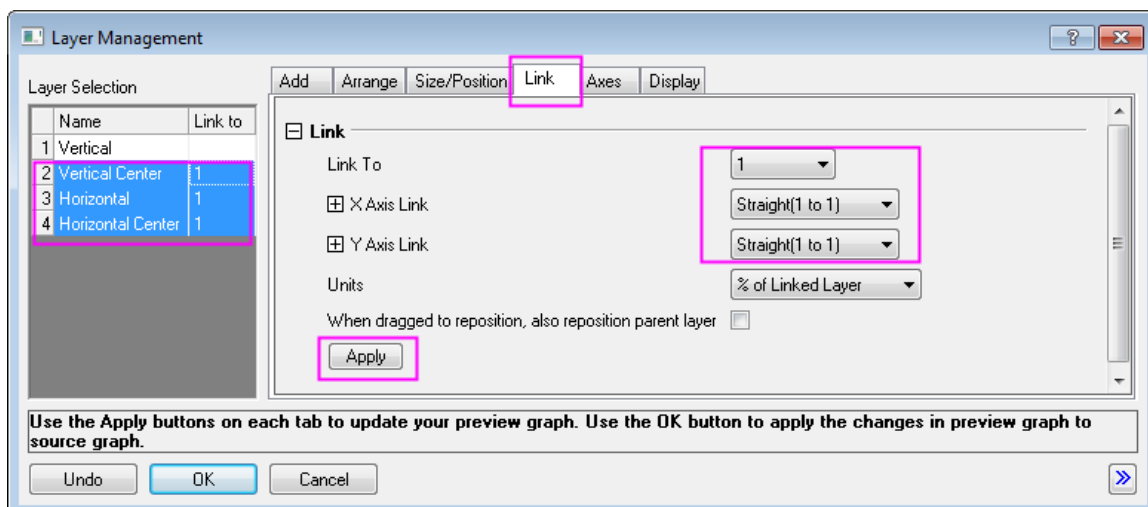 Layer Management
Layer Selection
Add Arrange Size/Position Link Axes Display
Name Link to
1 Vertical
2 Vertical Center 1
3 Horizontal 1
4 Horizontal Center 1
Link
Link To 1
X Axis Link Straight(1 to 1)
Y Axis Link Straight(1 to 1)
Units % of Linked Layer
When dragged to reposition, also reposition parent layer
Apply
Use the Apply buttons on each tab to update your preview graph. Use the OK button to apply the changes in preview graph to
source graph.
Undo OK Cancel